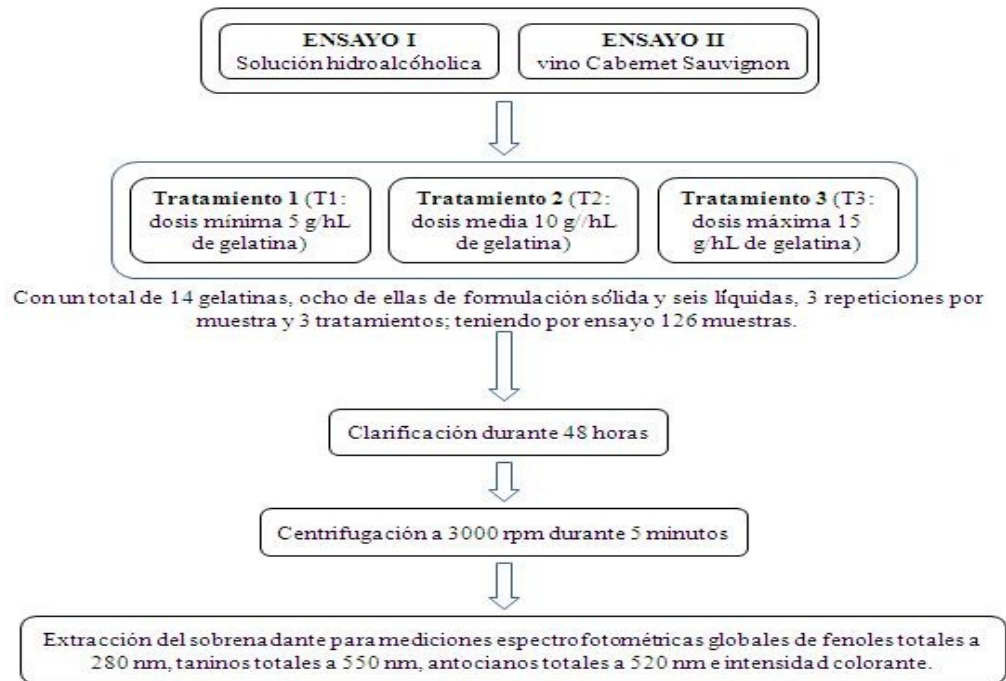 ENSAYO I
Solución hidroalcóholica
ENSAYO II
vino Cabernet Sauvignon
Tratamiento 1 (T1:
dosis mínima 5 g/hL
de gelatina)
Tratamiento 2 (T2:
dosis media 10 g//hL
de gelatina)
Tratamiento 3 (T3:
dosis máxima 15
g/hL de gelatina)
Con un total de 14 gelatinas, ocho de ellas de formulación sólida y seis líquidas, 3 repeticiones por
muestra y 3 tratamientos; teniendo por ensayo 126 muestras.
Clarificación durante 48 horas
Centrifugación a 3000 rpm durante 5 minutos
Extracción del sobrenadante para mediciones espectrofotométricas globales de fenoles totales a
280 nm, taninos totales a 550 nm, antocianos totales a 520 nm e intensidad colorante.